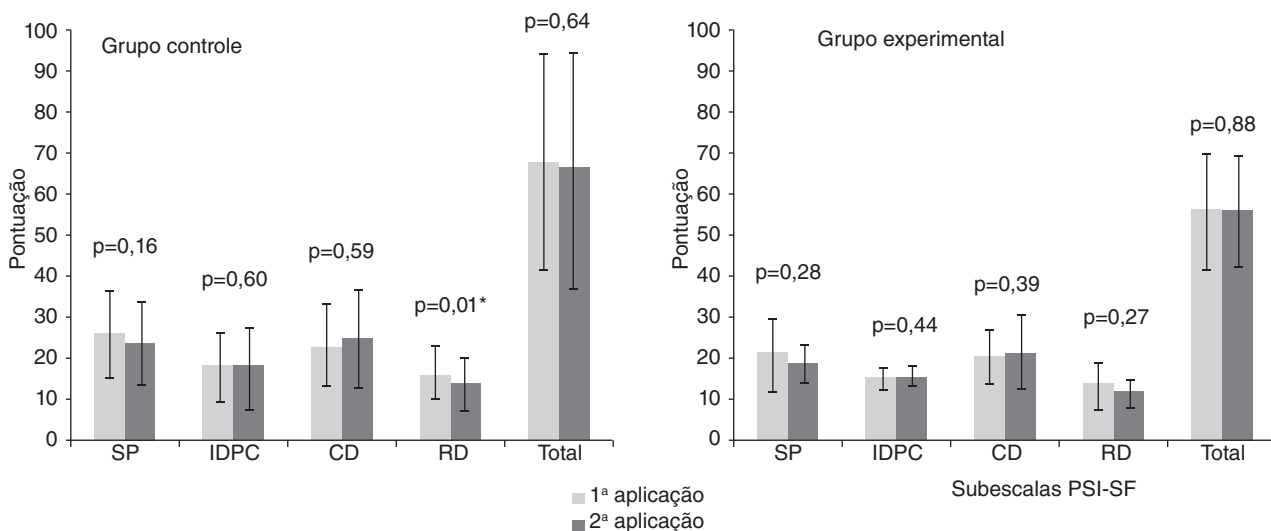 Grupo controle
Pontuação
100
90
80
70
60
50
40
30
20
10
0
p=0,16
p=0,60
p=0,59
p=0,01*
p=0,64
SP
IDPC
CD
RD
Total
Grupo experimental
Pontuação
100
90
80
70
60
50
40
30
20
10
0
p=0,28
p=0,44
p=0,39
p=0,27
p=0,88
SP
IDPC
CD
RD
Total
Subescalas PSI-SF
1ª aplicação
2ª aplicação